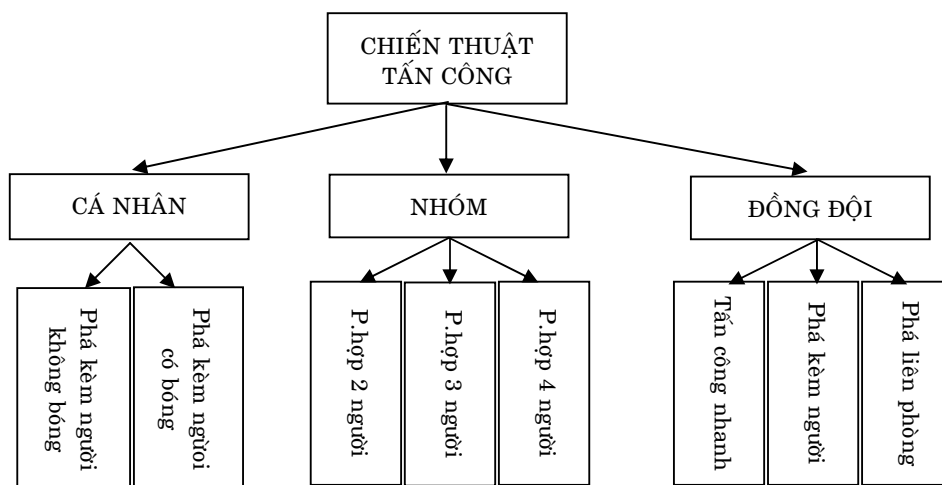 CHIẾN THUẬT
TẤN CÔNG
CÁ NHÂN
NHÓM
ĐỒNG ĐỘI
Phá kèm người
không bóng
Phá kèm ngừoi
có bóng
P.hợp 2 người
P.hợp 3 người
P.hợp 4 người
Tấn công nhanh
Phá kèm người
Phá liên phòng